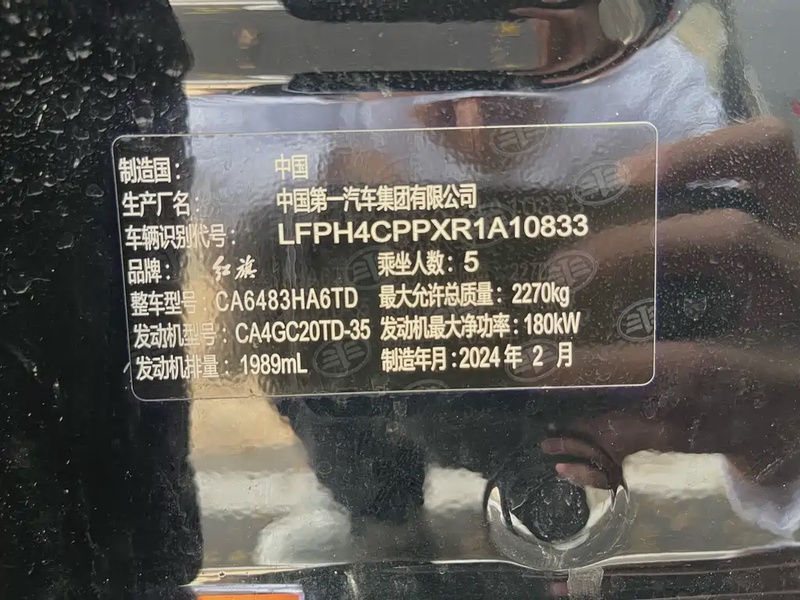 制造国： 中国
生产厂名： 中国第一汽车集团有限公司
车辆识别代号： LFPH4CPPXR1A10833
品牌： 红旗 乘坐人数：5
整车型号：CA6483HA6TD 最大允许总质量：2270kg
发动机型号：CA4GC20TD-35 发动机最大净功率：180kW
发动机排量：1989mL 制造年月：2024年 2 月